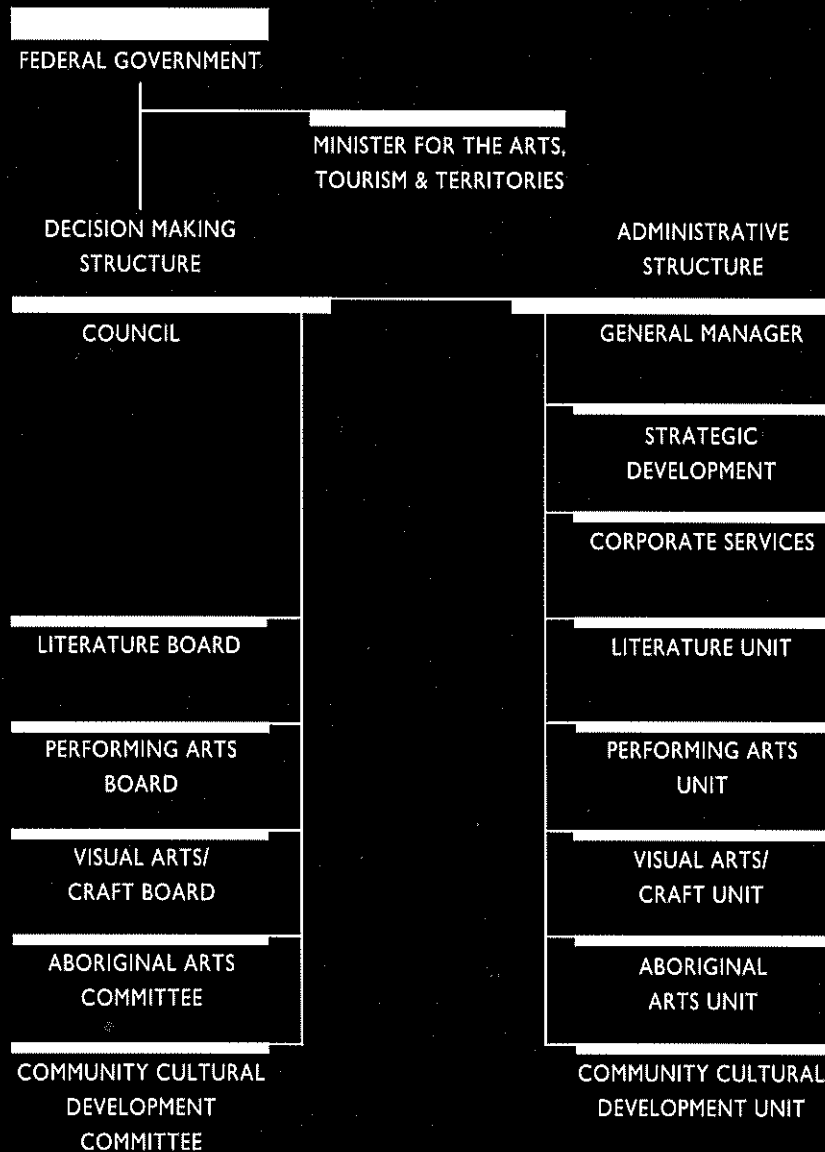 FEDERAL GOVERNMENT
MINISTER FOR THE ARTS,
TOURISM & TERRITORIES
DECISION MAKING
STRUCTURE
ADMINISTRATIVE
STRUCTURE
COUNCIL
GENERAL MANAGER
STRATEGIC
DEVELOPMENT
CORPORATE SERVICES
LITERATURE BOARD
LITERATURE UNIT
PERFORMING ARTS
BOARD
PERFORMING ARTS
UNIT
VISUAL ARTS/
CRAFT BOARD
VISUAL ARTS/
CRAFT UNIT
ABORIGINAL ARTS
COMMITTEE
ABORIGINAL
ARTS UNIT
COMMUNITY CULTURAL
DEVELOPMENT
COMMITTEE
COMMUNITY CULTURAL
DEVELOPMENT UNIT